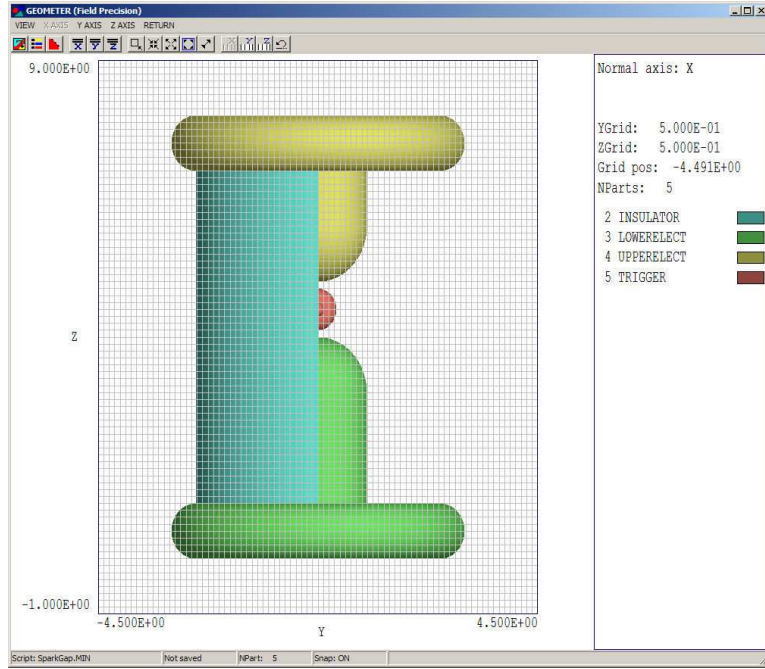 GEOMETER (Field Precision)
VIEW X AXIS Y AXIS Z AXIS RETURN
X Y Z X Y Z
9.000E+00
Normal axis: X
YGrid: 5.000E-01
ZGrid: 5.000E-01
Grid pos: -4.491E+00
NParts: 5
2 INSULATOR
3 LOWERELECT
4 UPPERELECT
5 TRIGGER
Z
-1.000E+00
-4.500E+00
Y
4.500E+00
Script: SparkGap.MIN Not saved NPart: 5 Snap: ON